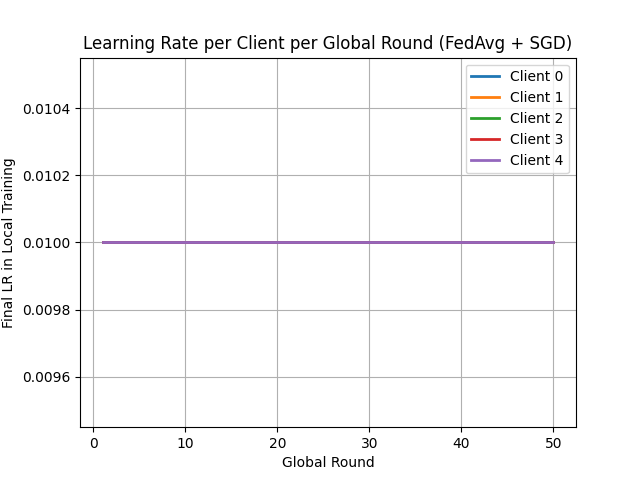 Learning Rate per Client per Global Round (FedAvg + SGD)
Client 0
Client 1
Client 2
Client 3
Client 4
0.0104
0.0102
0.0100
0.0098
0.0096
Final LR in Local Training
0
10
20
30
40
50
Global Round